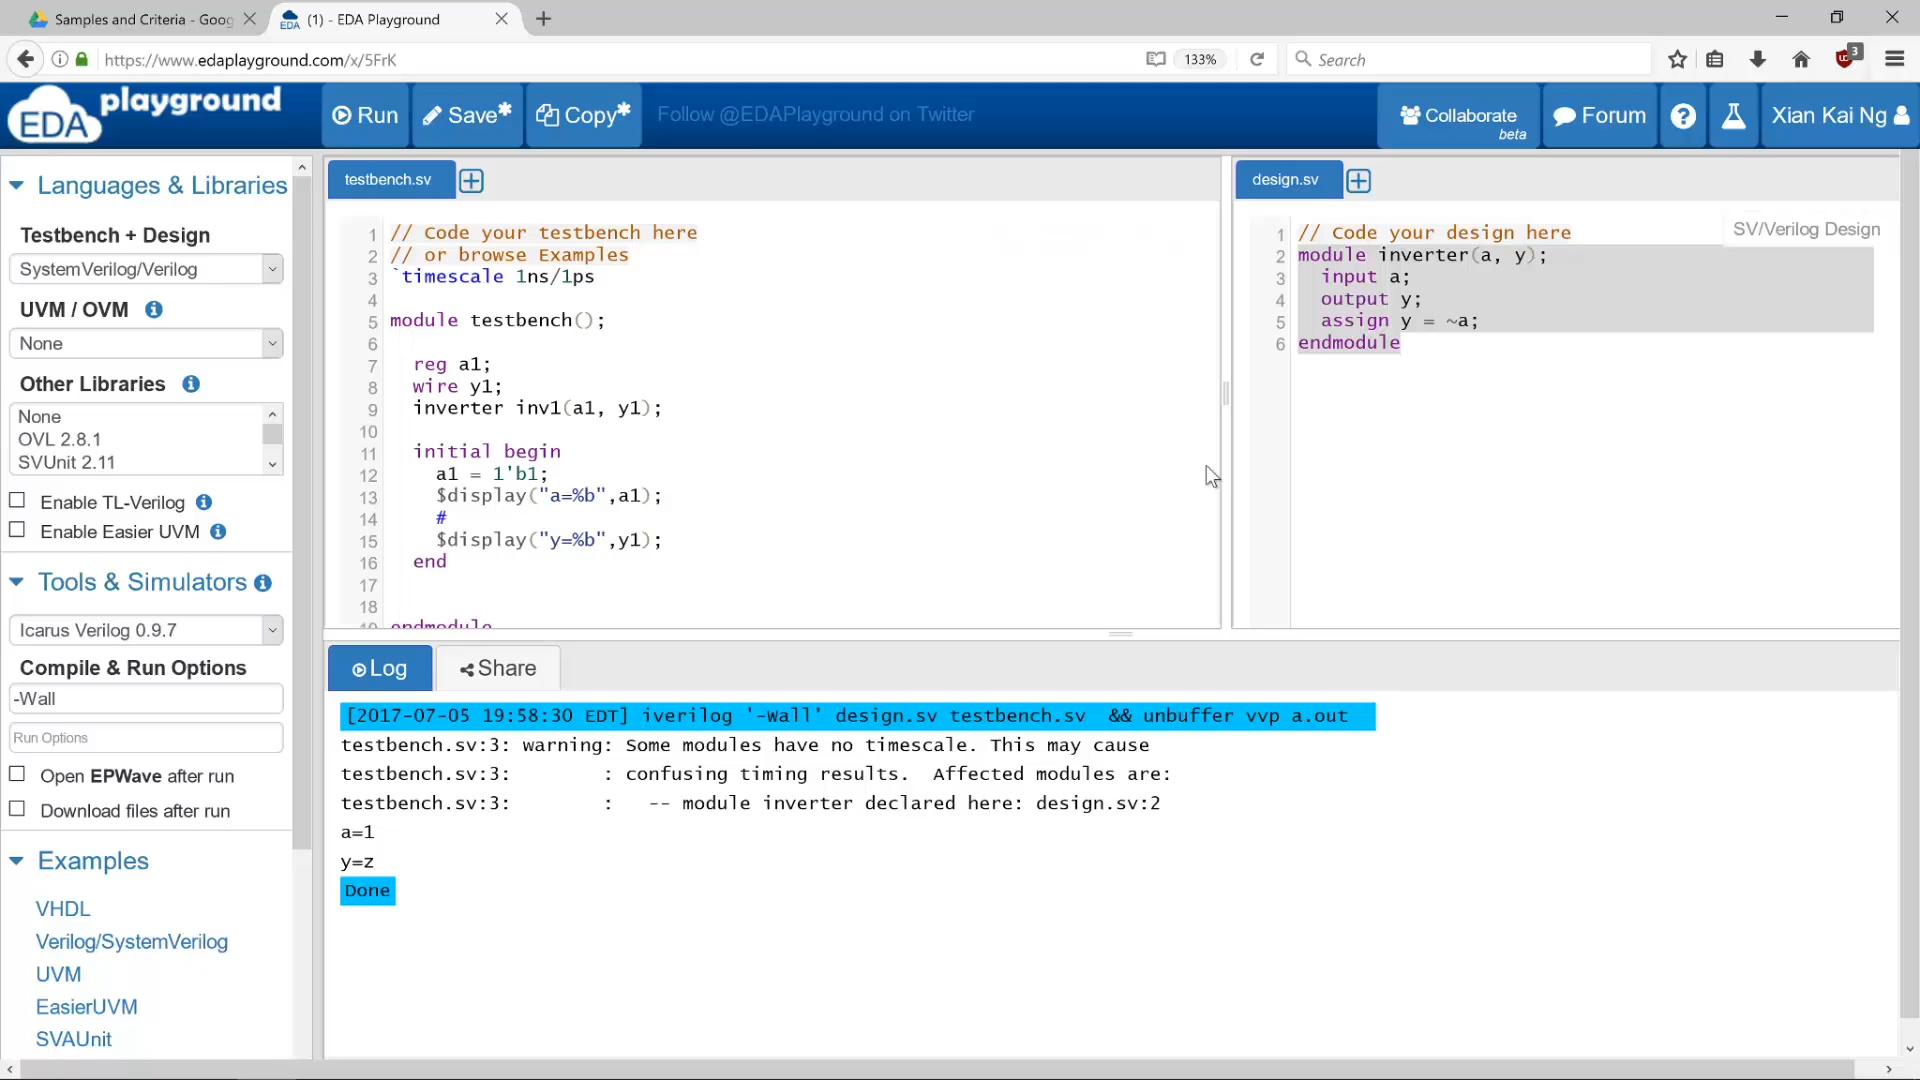 Samples and Criteria - Goog
(1) - EDA Playground
https://www.edaplayground.com/x/5FrK
133%
Search
3
EDA playground
Run
Save*
Copy*
Follow @EDAPlayground on Twitter
Collaborate
beta
Forum
Xian Kai Ng
Languages & Libraries
Testbench + Design
SystemVerilog/Verilog
UVM / OVM
None
Other Libraries
None
OVL 2.8.1
SVUnit 2.11
Enable TL-Verilog
Enable Easier UVM
Tools & Simulators
Icarus Verilog 0.9.7
Compile & Run Options
-Wall
Run Options
Open EPWave after run
Download files after run
Examples
VHDL
Verilog/SystemVerilog
UVM
EasierUVM
SVAUnit
testbench.sv
1 // Code your testbench here
2 // or browse Examples
3 `timescale 1ns/1ps
4
5 module testbench();
6
7 reg a1;
8 wire y1;
9 inverter inv1(a1, y1);
10
11 initial begin
12 a1 = 1'b1;
13 $display("a=%b",a1);
14 #
15 $display("y=%b",y1);
16 end
17
18
19 endmodule
design.sv
SV/Verilog Design
1 // Code your design here
2 module inverter(a, y);
3 input a;
4 output y;
5 assign y = ~a;
6 endmodule
Log
Share
[2017-07-05 19:58:30 EDT] iverilog '-Wall' design.sv testbench.sv && unbuffer vvp a.out
testbench.sv:3: warning: Some modules have no timescale. This may cause
testbench.sv:3: : confusing timing results. Affected modules are:
testbench.sv:3: : -- module inverter declared here: design.sv:2
a=1
y=z
Done